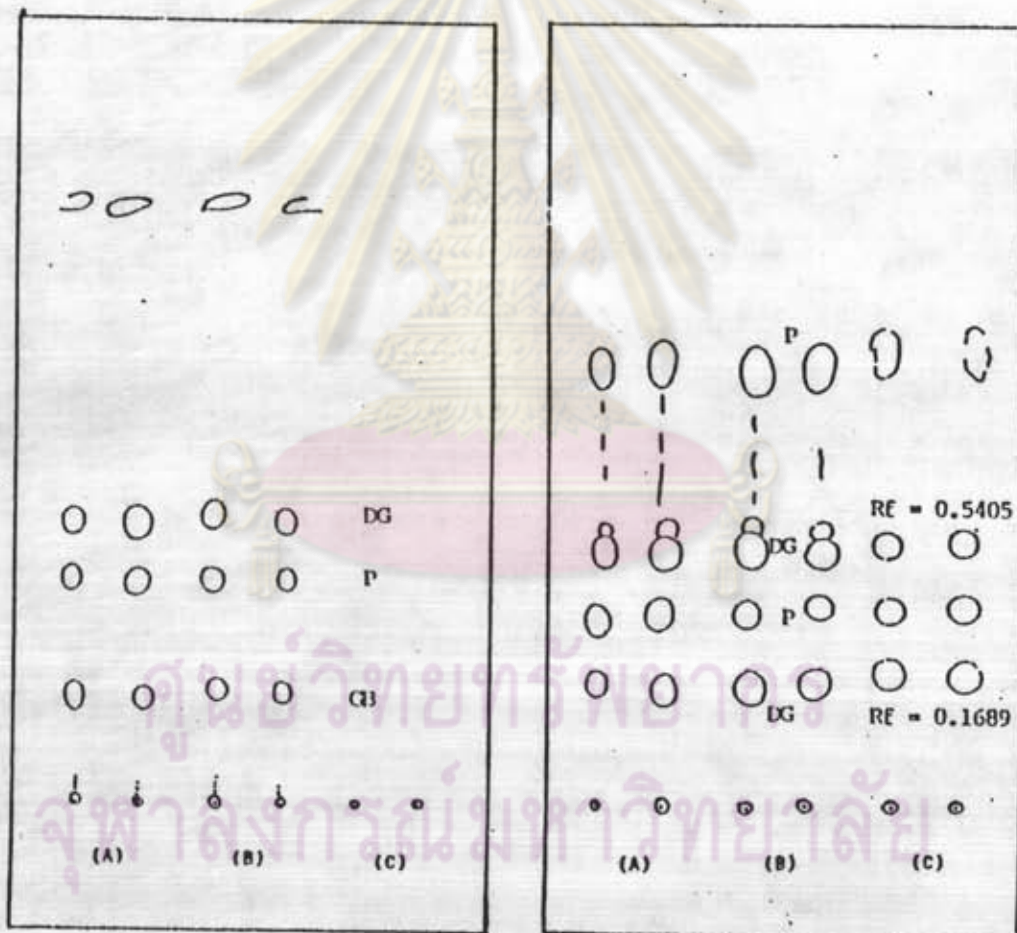 P
DG
RF = 0.5405
DG
P
P
RF = 0.1689
DG
ศูนย์วิทยทรัพยากร
จุฬาลงกรณ์มหาวิทยาลัย
(A) (B) (C)
(A) (B) (C)